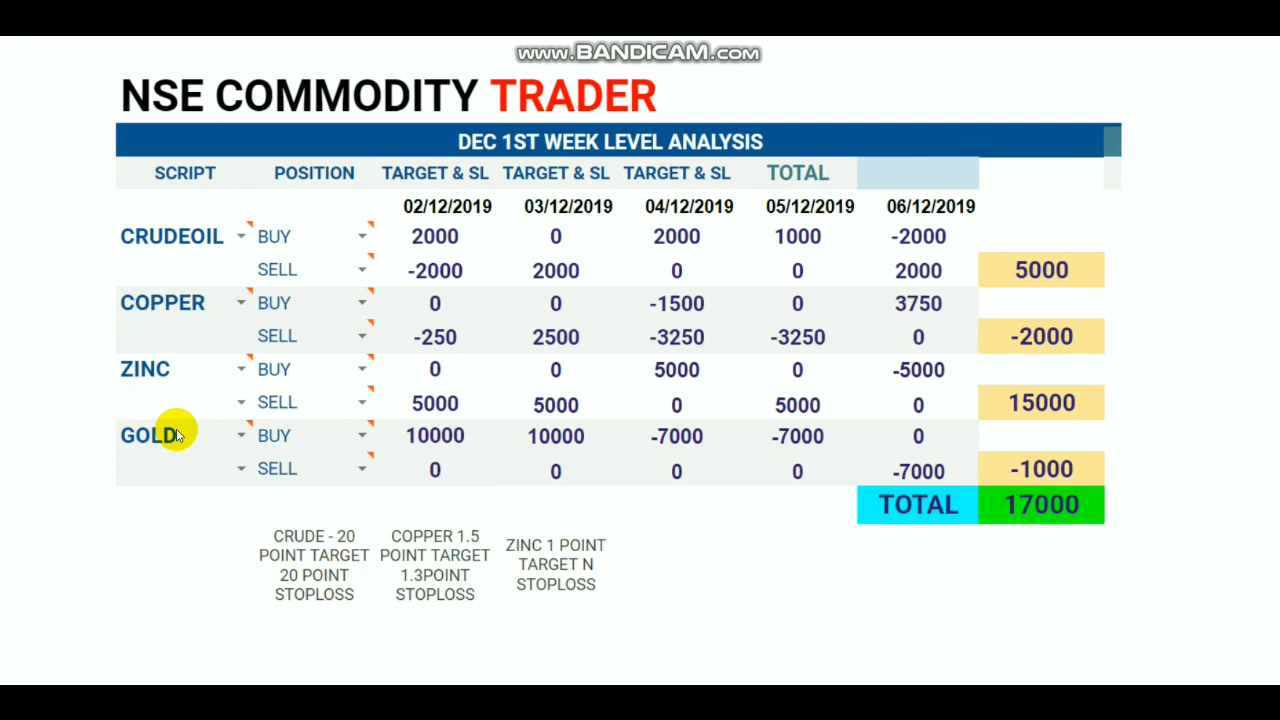 www.BANDICAM.com
NSE COMMODITY TRADER
DEC 1ST WEEK LEVEL ANALYSIS
SCRIPT POSITION TARGET & SL TARGET & SL TARGET & SL TOTAL
02/12/2019 03/12/2019 04/12/2019 05/12/2019 06/12/2019
CRUDEOIL BUY 2000 0 2000 1000 -2000
SELL -2000 2000 0 0 2000 5000
COPPER BUY 0 0 -1500 0 3750
SELL -250 2500 -3250 -3250 0 -2000
ZINC BUY 0 0 5000 0 -5000
SELL 5000 5000 0 5000 0 15000
GOLD BUY 10000 10000 -7000 -7000 0
SELL 0 0 0 0 -7000 -1000
TOTAL 17000
CRUDE - 20
POINT TARGET
20 POINT
STOPLOSS
COPPER 1.5
POINT TARGET
1.3POINT
STOPLOSS
ZINC 1 POINT
TARGET N
STOPLOSS